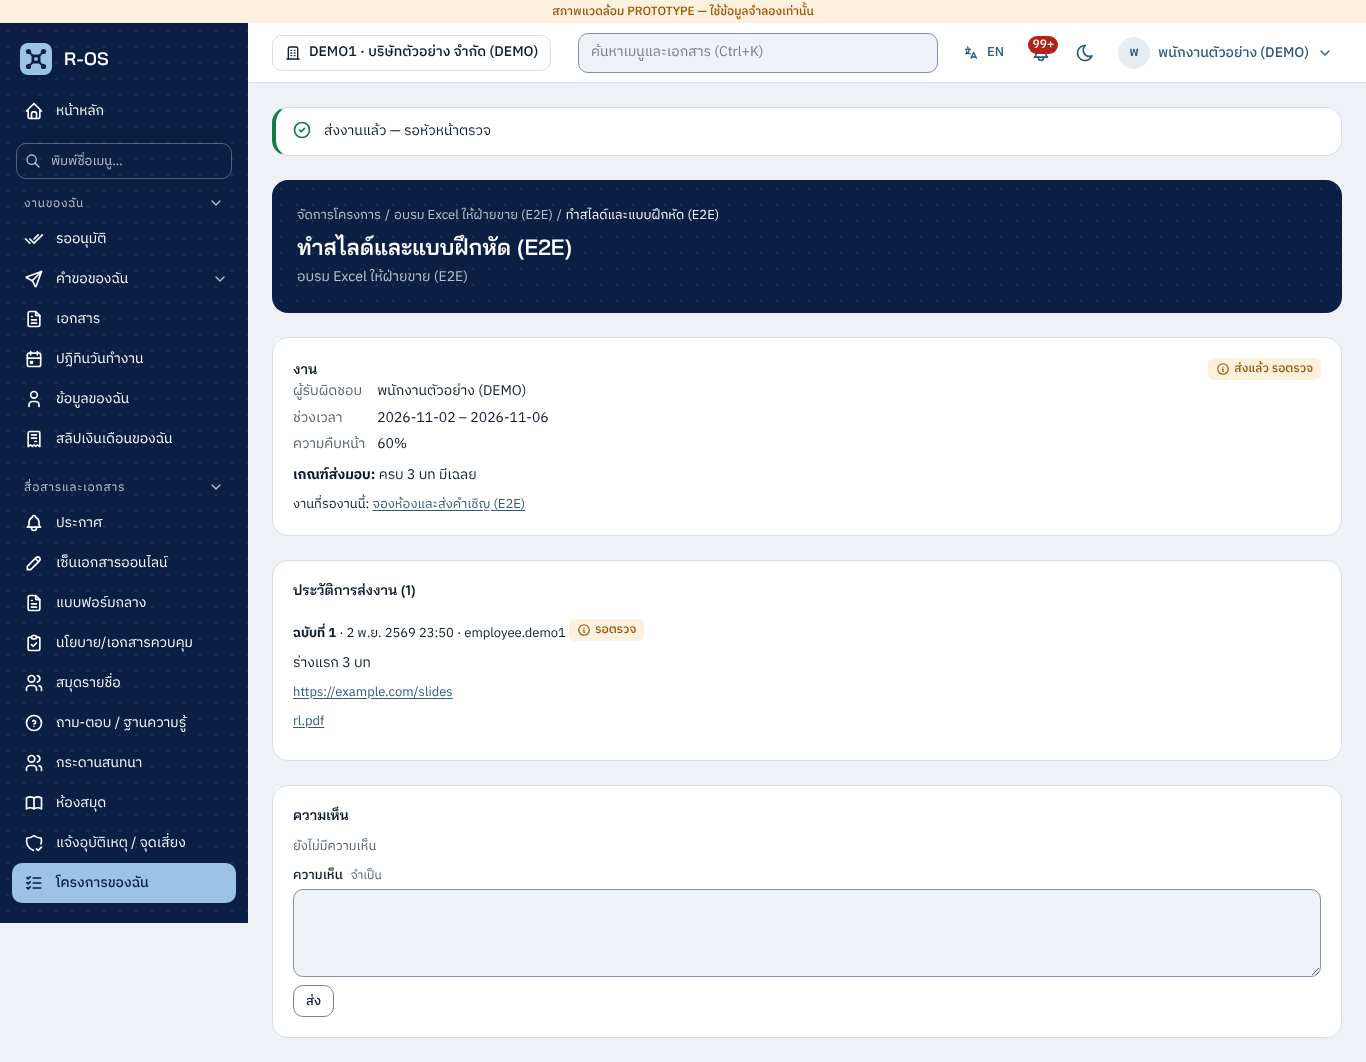 สภาพแวดล้อม PROTOTYPE — ใช้ข้อมูลจำลองเท่านั้น
R-OS
หน้าหลัก
พิมพ์ชื่อเมนู...
งานของฉัน
รออนุมัติ
คำขอของฉัน
เอกสาร
ปฏิทินวันทำงาน
ข้อมูลของฉัน
สลิปเงินเดือนของฉัน
สื่อสารและเอกสาร
ประกาศ
เซ็นเอกสารออนไลน์
แบบฟอร์มกลาง
นโยบาย/เอกสารควบคุม
สมุดรายชื่อ
ถาม-ตอบ / ฐานความรู้
กระดานสนทนา
ห้องสมุด
แจ้งอุบัติเหตุ / จุดเสี่ยง
โครงการของฉัน
DEMO1 · บริษัทตัวอย่าง จำกัด (DEMO)
ค้นหาเมนูและเอกสาร (Ctrl+K)
EN
99+
พ พนักงานตัวอย่าง (DEMO)
ส่งงานแล้ว — รอหัวหน้าตรวจ
จัดการโครงการ / อบรม Excel ให้ฝ่ายขาย (E2E) / ทำสไลด์และแบบฝึกหัด (E2E)
ทำสไลด์และแบบฝึกหัด (E2E)
อบรม Excel ให้ฝ่ายขาย (E2E)
งาน
ส่งแล้ว รอตรวจ
ผู้รับผิดชอบ พนักงานตัวอย่าง (DEMO)
ช่วงเวลา 2026-11-02 – 2026-11-06
ความคืบหน้า 60%
เกณฑ์ส่งมอบ: ครบ 3 บท มีเฉลย
งานที่รองานนี้: จองห้องและส่งคำเชิญ (E2E)
ประวัติการส่งงาน (1)
ฉบับที่ 1 · 2 พ.ย. 2569 23:50 · employee.demo1 รอตรวจ
ร่างแรก 3 บท
https://example.com/slides
rl.pdf
ความเห็น
ยังไม่มีความเห็น
ความเห็น จำเป็น
ส่ง